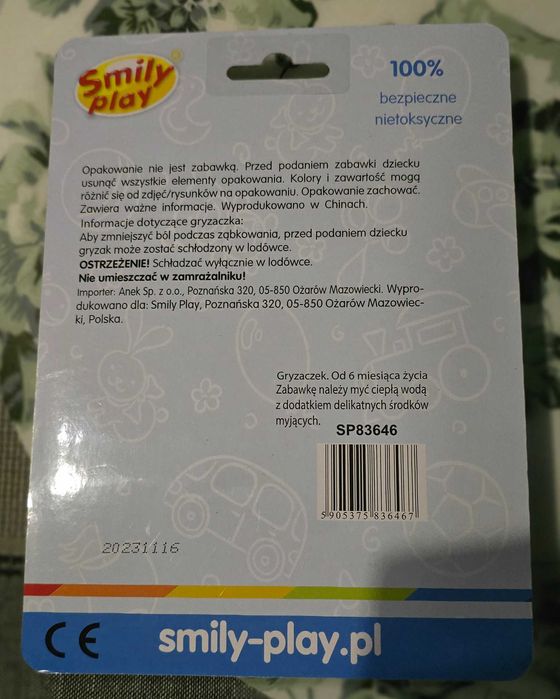 Smily
play
100%
bezpieczne
nietoksyczne
Opakowanie nie jest zabawką. Przed podaniem zabawki dziecku
usunąć wszystkie elementy opakowania. Kolory i zawartość mogą
różnić się od zdjęć/rysunków na opakowaniu. Opakowanie zachować.
Zawiera ważne informacje. Wyprodukowano w Chinach.
Informacje dotyczące gryzaczka:
Aby zmniejszyć ból podczas ząbkowania, przed podaniem dziecku
gryzak może zostać schłodzony w lodówce.
OSTRZEŻENIE! Schładzać wyłącznie w lodówce.
Nie umieszczać w zamrażalniku!
Importer: Anek Sp. z o.o., Poznańska 320, 05-850 Ożarów Mazowiecki. Wypro-
dukowano dla: Smily Play, Poznańska 320, 05-850 Ożarów Mazowiec-
ki, Polska.
Gryzaczek. Od 6 miesiąca życia
Zabawkę należy myć ciepłą wodą
z dodatkiem delikatnych środków
myjących.
SP83646
5 905375 836467
20231116
CE smily-play.pl